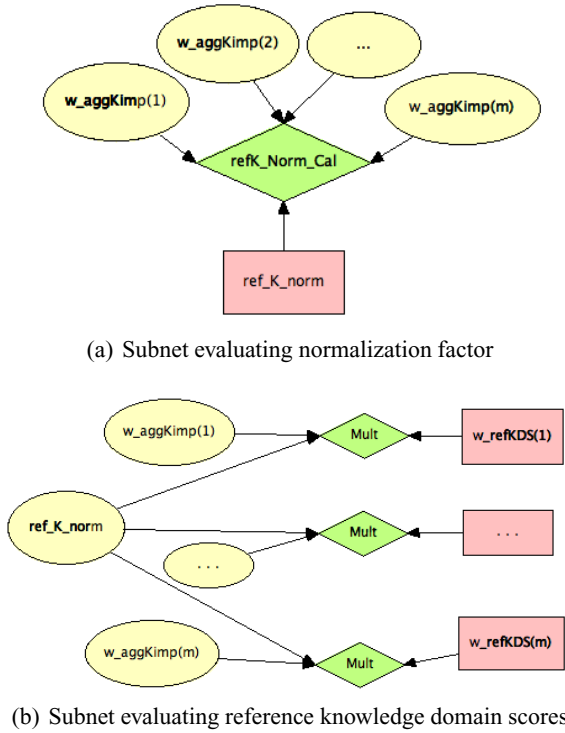 w_aggKimp(2)
...
w_aggKimp(1)
w_aggKimp(m)
refK_Norm_Cal
ref_K_norm
(a) Subnet evaluating normalization factor
w_aggKimp(1)
Mult
w_refKDS(1)
ref_K_norm
Mult
. . .
. . .
w_aggKimp(m)
Mult
w_refKDS(m)
(b) Subnet evaluating reference knowledge domain scores